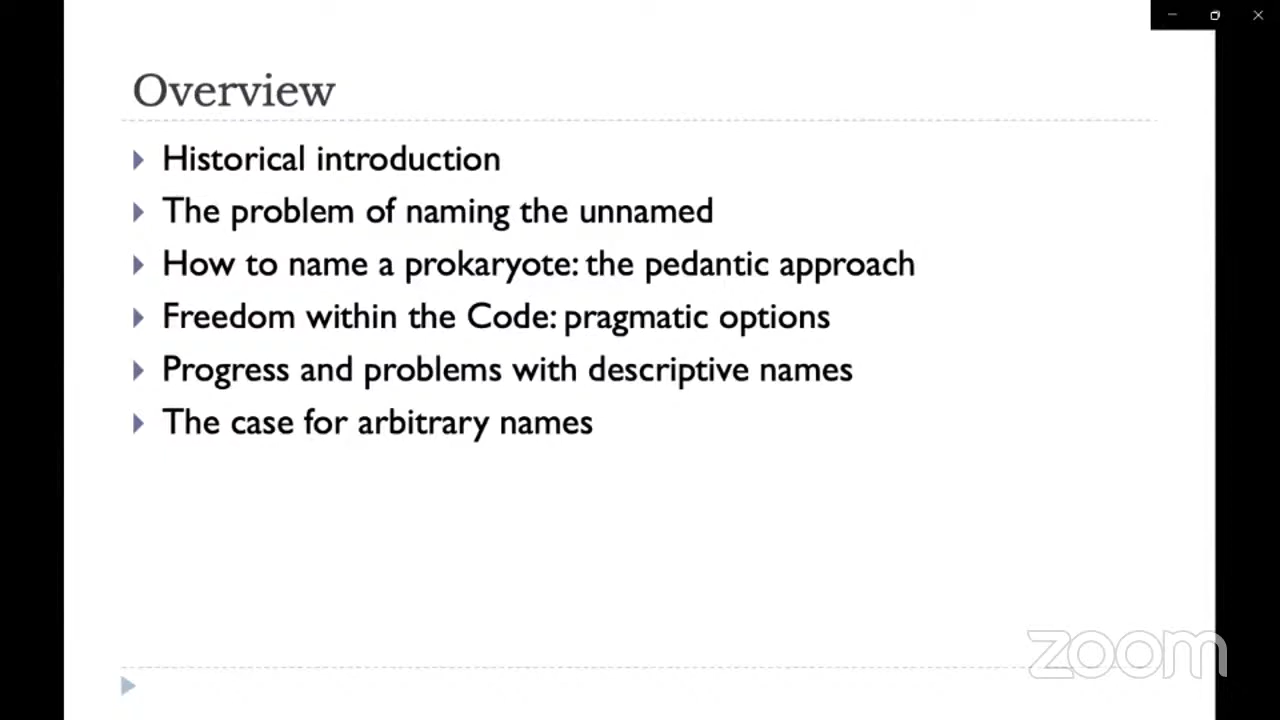 Overview
Historical introduction
The problem of naming the unnamed
How to name a prokaryote: the pedantic approach
Freedom within the Code: pragmatic options
Progress and problems with descriptive names
The case for arbitrary names
zoom